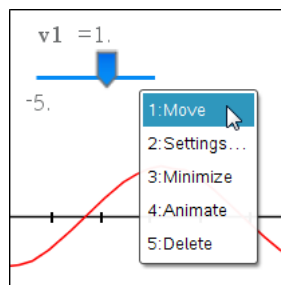 v1 =1.
-5.
1:Move
2:Settings...
3:Minimize
4:Animate
5:Delete